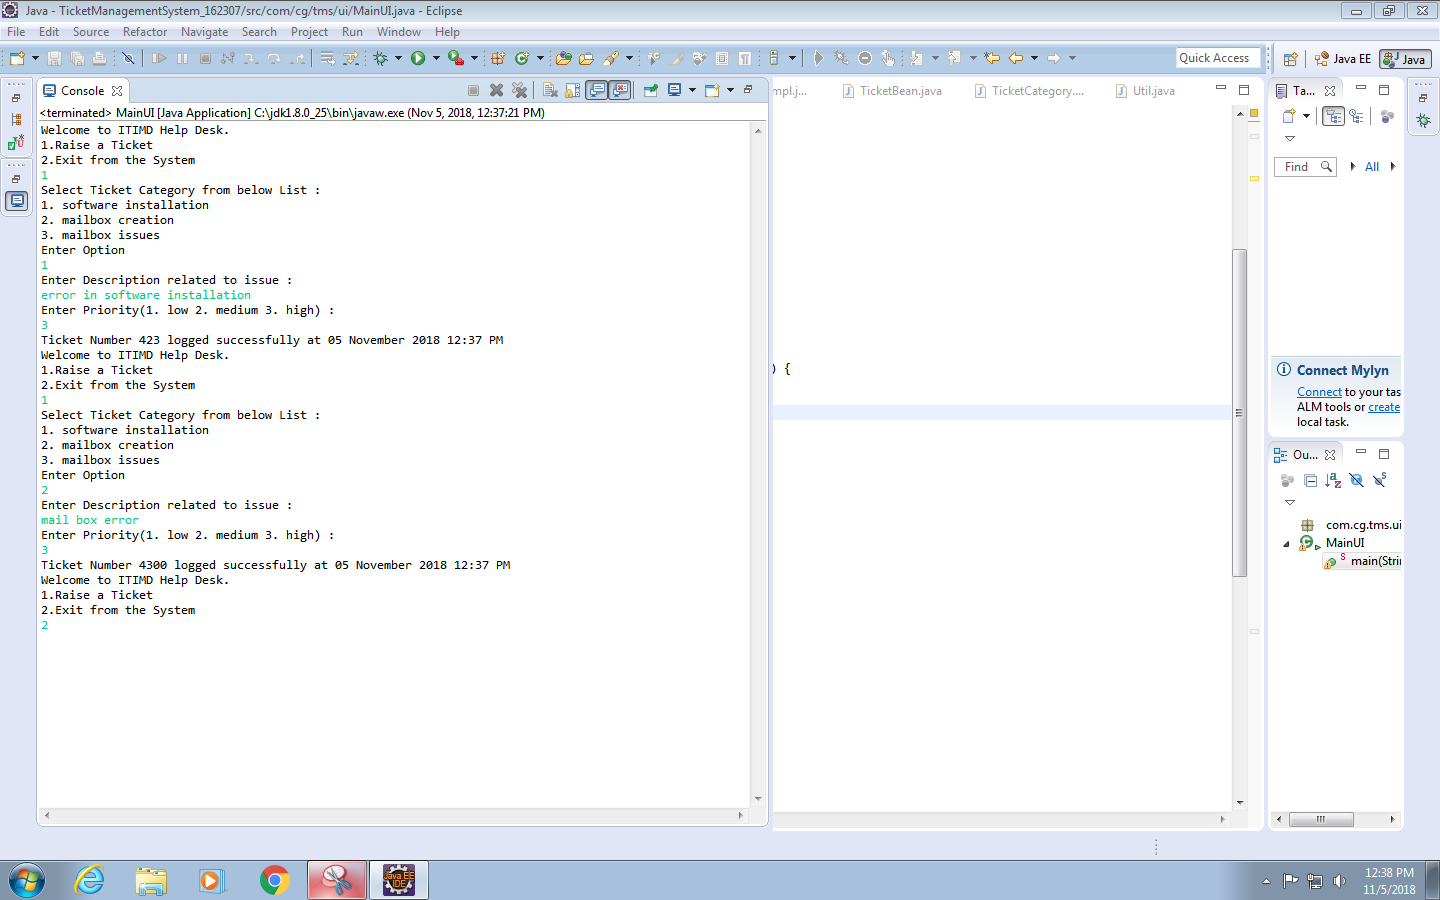 Java - TicketManagementSystem_162307/src/com/cg/tms/ui/MainUI.java - Eclipse
File Edit Source Refactor Navigate Search Project Run Window Help
Quick Access
Java EE
Java
Console
mpl.j...
TicketBean.java
TicketCategory....
Util.java
Ta...
<terminated> MainUI [Java Application] C:\jdk1.8.0_25\bin\javaw.exe (Nov 5, 2018, 12:37:21 PM)
Welcome to ITIMD Help Desk.
1.Raise a Ticket
2.Exit from the System
1
Select Ticket Category from below List :
1. software installation
2. mailbox creation
3. mailbox issues
Enter Option
1
Enter Description related to issue :
error in software installation
Enter Priority(1. low 2. medium 3. high) :
3
Ticket Number 423 logged successfully at 05 November 2018 12:37 PM
Welcome to ITIMD Help Desk.
1.Raise a Ticket
2.Exit from the System
1
Select Ticket Category from below List :
1. software installation
2. mailbox creation
3. mailbox issues
Enter Option
2
Enter Description related to issue :
mail box error
Enter Priority(1. low 2. medium 3. high) :
3
Ticket Number 4300 logged successfully at 05 November 2018 12:37 PM
Welcome to ITIMD Help Desk.
1.Raise a Ticket
2.Exit from the System
2
) {
Find
All
Connect Mylyn
Connect to your tas
ALM tools or create
local task.
Ou...
com.cg.tms.ui
MainUI
main(Stri
Java EE
IDE
12:38 PM
11/5/2018